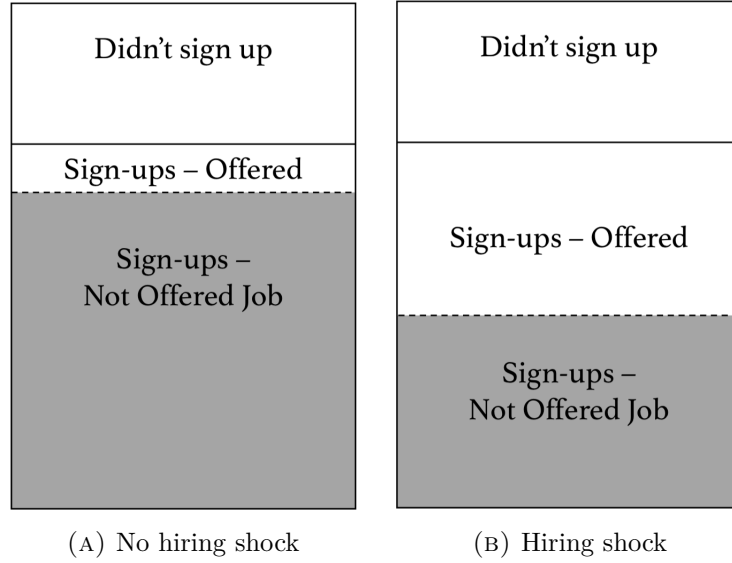 Didn't sign up
Sign-ups – Offered
Sign-ups –
Not Offered Job
(A) No hiring shock
Didn't sign up
Sign-ups – Offered
Sign-ups –
Not Offered Job
(B) Hiring shock